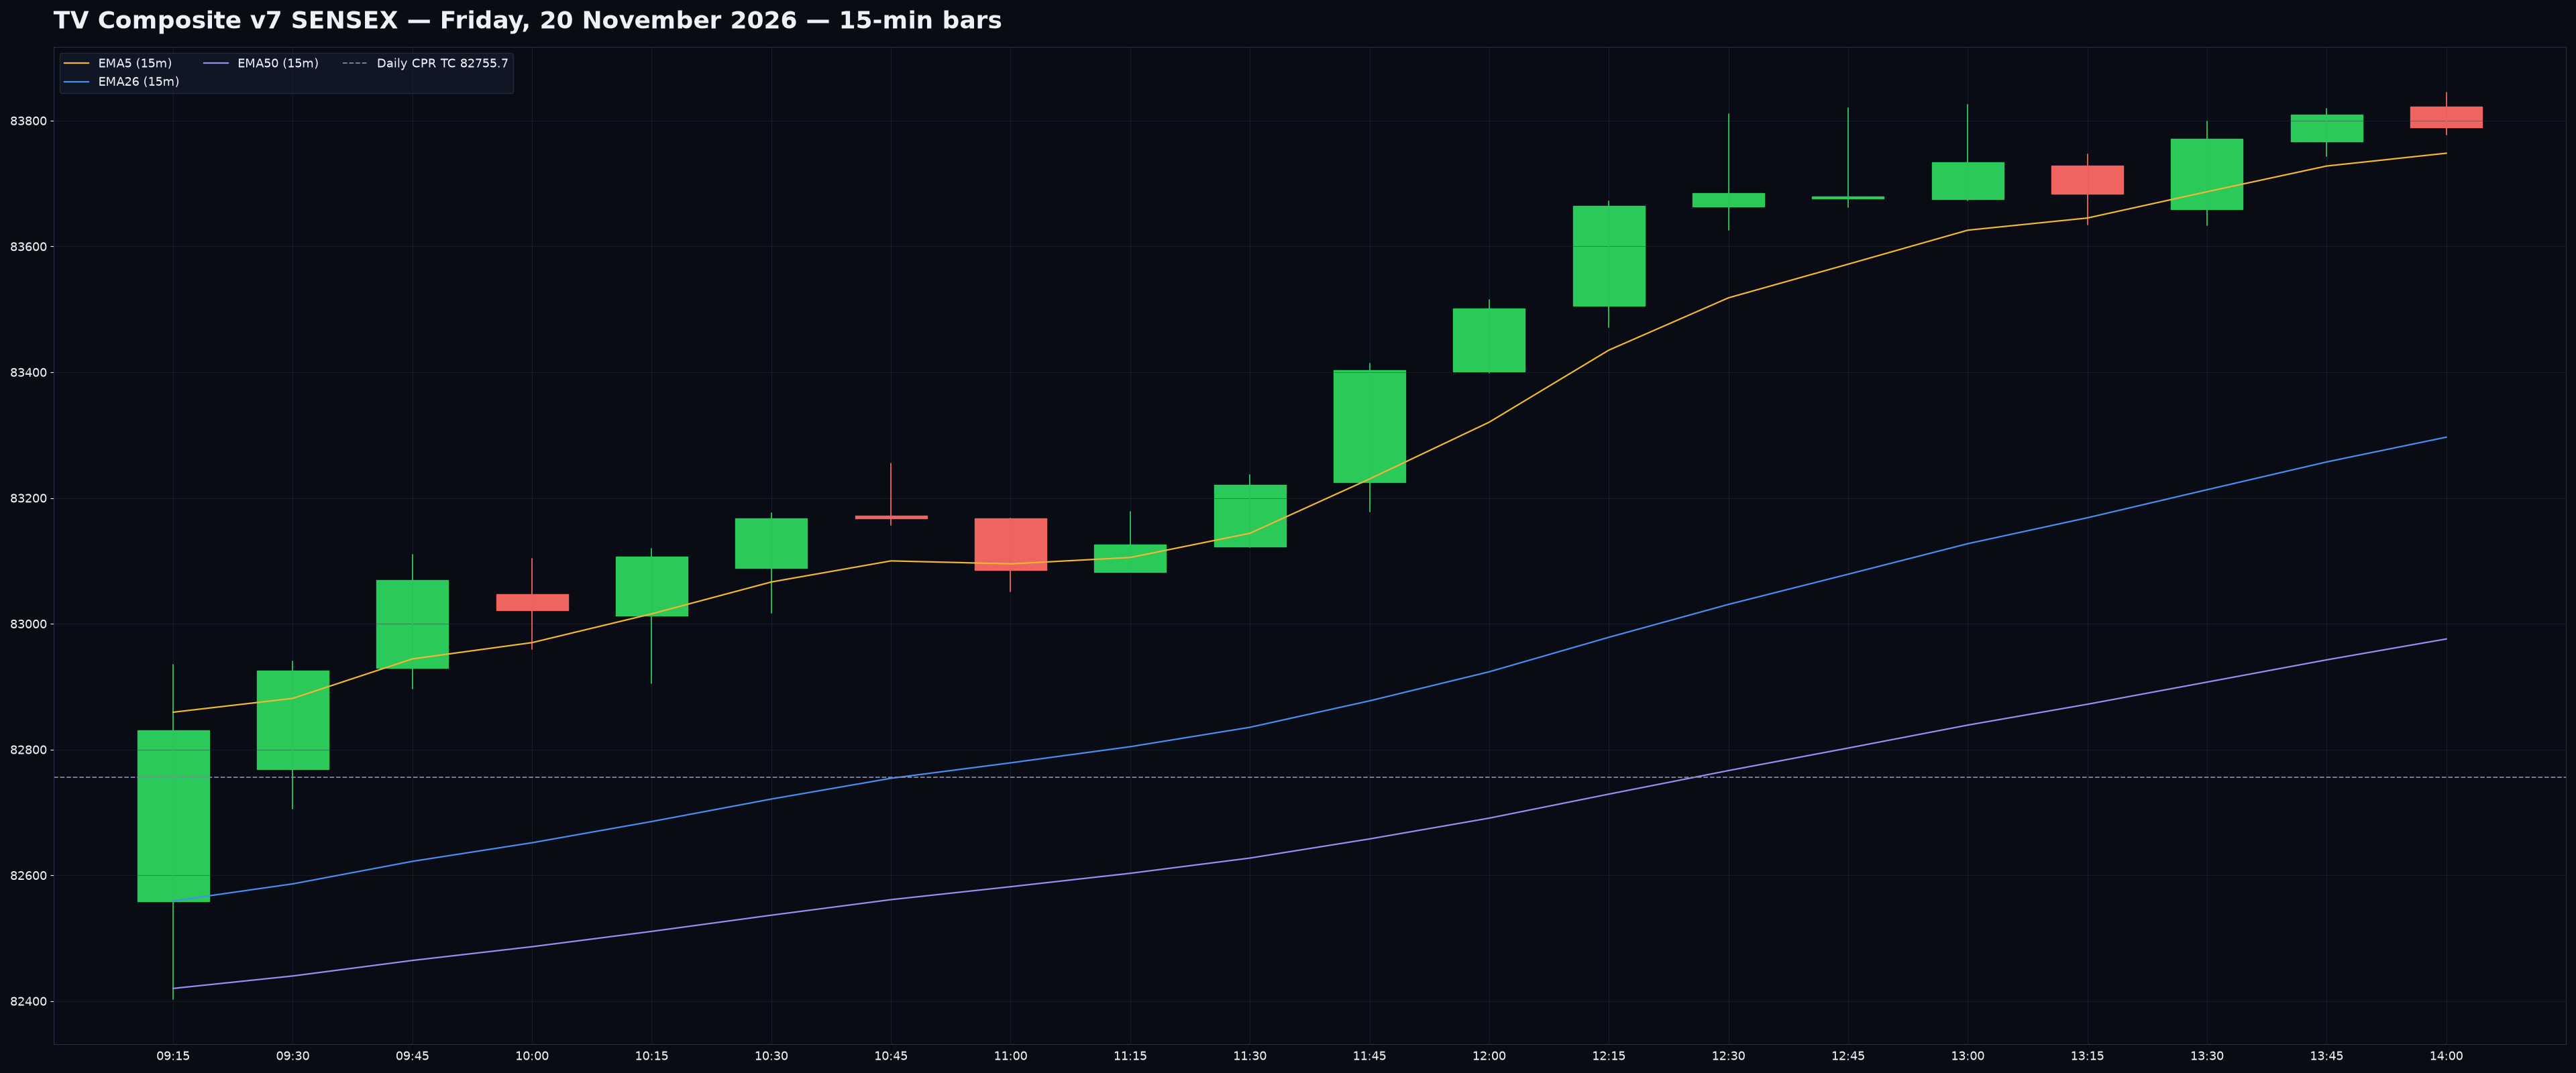 TV Composite v7 SENSEX — Friday, 20 November 2026 — 15-min bars
EMA5 (15m) EMA50 (15m) Daily CPR TC 82755.7
EMA26 (15m)
83800
83600
83400
83200
83000
82800
82600
82400
09:15 09:30 09:45 10:00 10:15 10:30 10:45 11:00 11:15 11:30 11:45 12:00 12:15 12:30 12:45 13:00 13:15 13:30 13:45 14:00